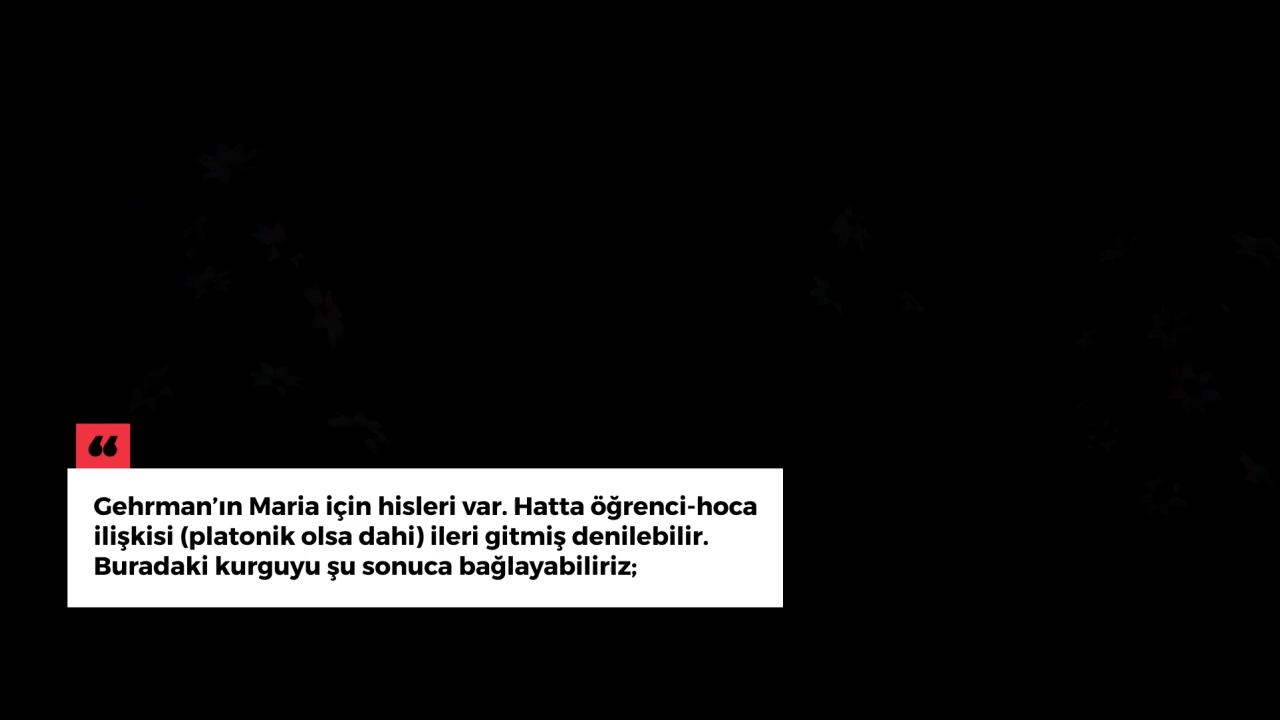 “
Gehrman’ın Maria için hisleri var. Hatta öğrenci-hoca
ilişkisi (platonik olsa dahi) ileri gitmiş denilebilir.
Buradaki kurguyu şu sonuca bağlayabiliriz;